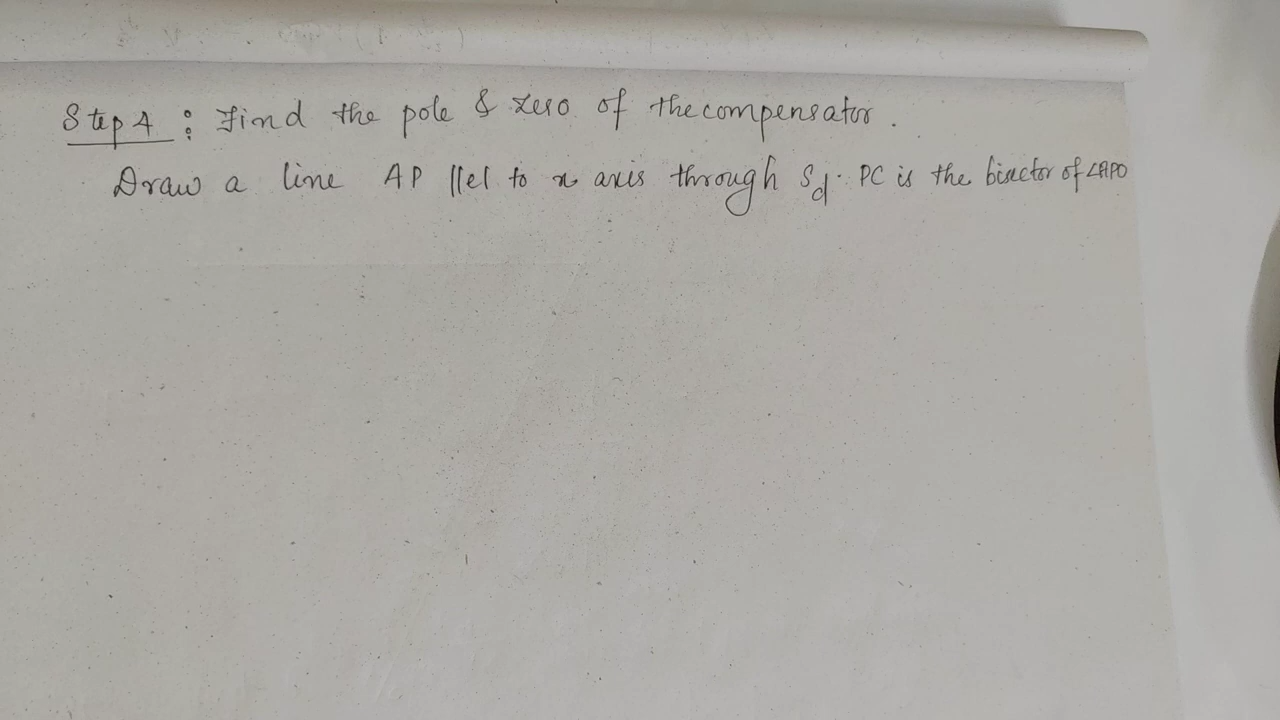 Step 4 : Find the pole & zero of the compensator.
Draw a line AP llel to x axis through Sd. PC is the bisector of ∠APO